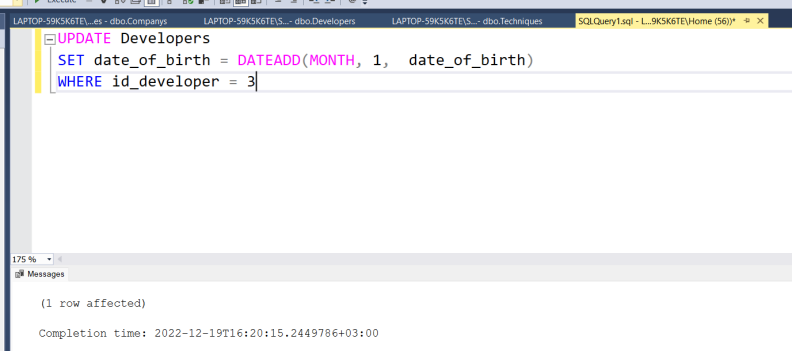 Execute
LAPTOP-59K5K6TE\...es - dbo.Companys LAPTOP-59K5K6TE\S...- dbo.Developers LAPTOP-59K5K6TE\S...- dbo.Techniques SQLQuery1.sql - L...9K5K6TE\Home (56))*
UPDATE Developers
SET date_of_birth = DATEADD(MONTH, 1, date_of_birth)
WHERE id_developer = 3
175 %
Messages
(1 row affected)
Completion time: 2022-12-19T16:20:15.2449786+03:00